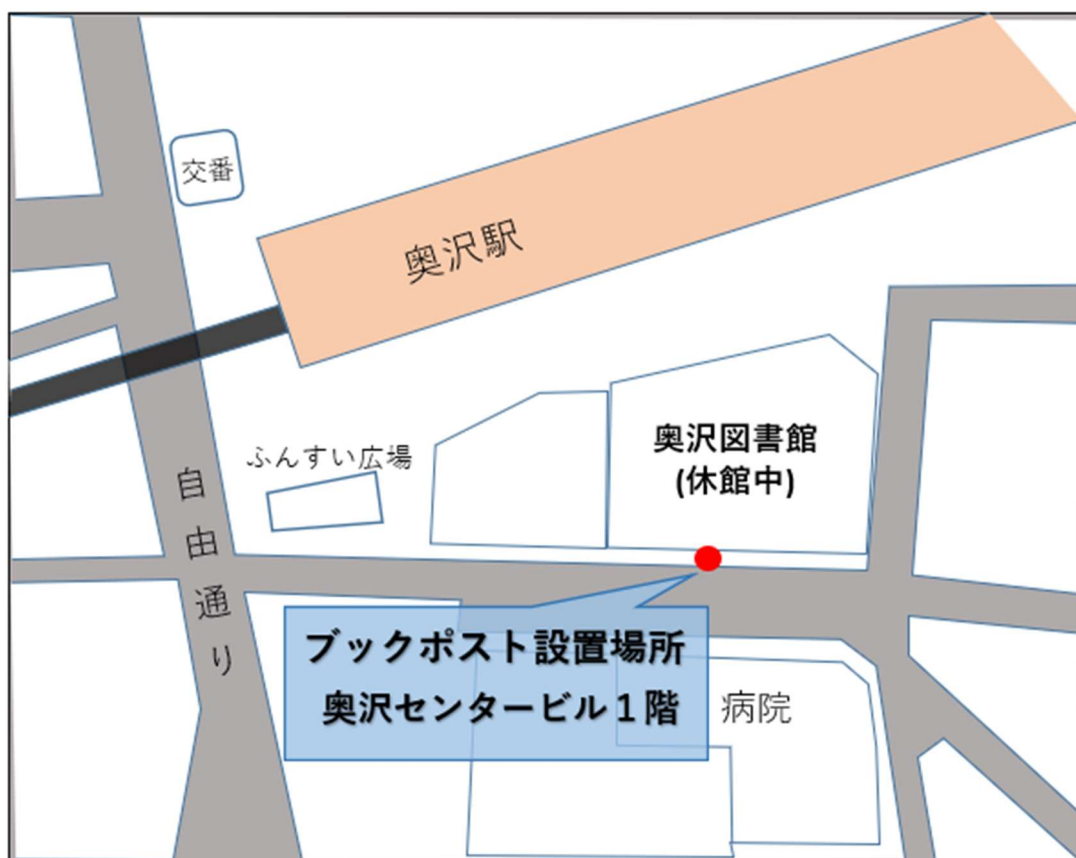 交番
奥沢駅
奥沢図書館
(休館中)
ふんすい広場
自由通り
ブックポスト設置場所
奥沢センタービル１階
病院